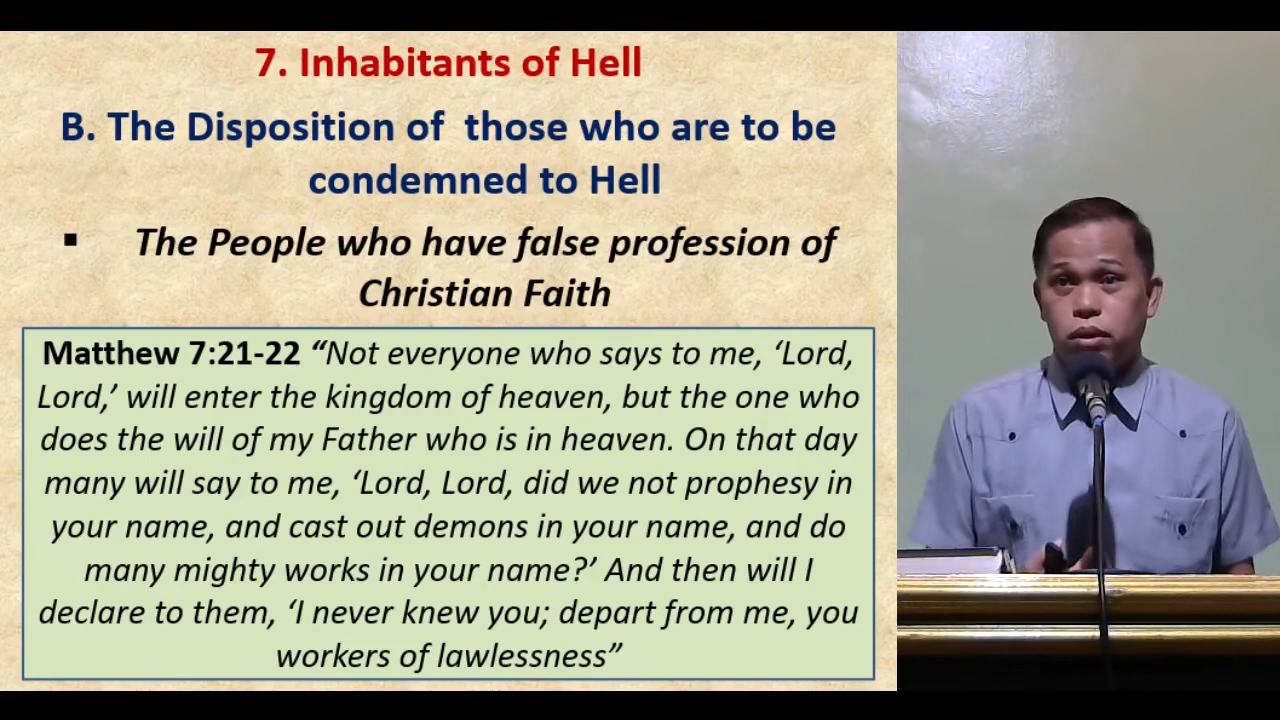 7. Inhabitants of Hell
B. The Disposition of  those who are to be
condemned to Hell
▪ The People who have false profession of
Christian Faith
Matthew 7:21-22 “Not everyone who says to me, ‘Lord,
Lord,’ will enter the kingdom of heaven, but the one who
does the will of my Father who is in heaven. On that day
many will say to me, ‘Lord, Lord, did we not prophesy in
your name, and cast out demons in your name, and do
many mighty works in your name?’ And then will I
declare to them, ‘I never knew you; depart from me, you
workers of lawlessness”